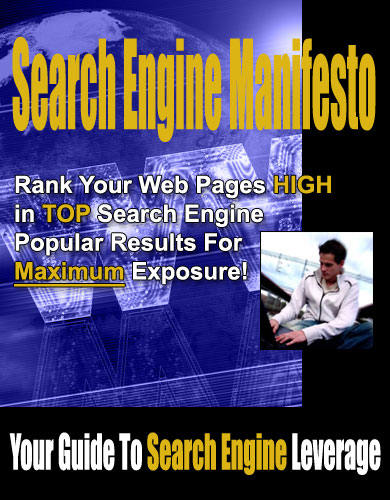 Search Engine Manifesto
Rank Your Web Pages HIGH
in TOP Search Engine
Popular Results For
Maximum Exposure!
Your Guide To Search Engine Leverage